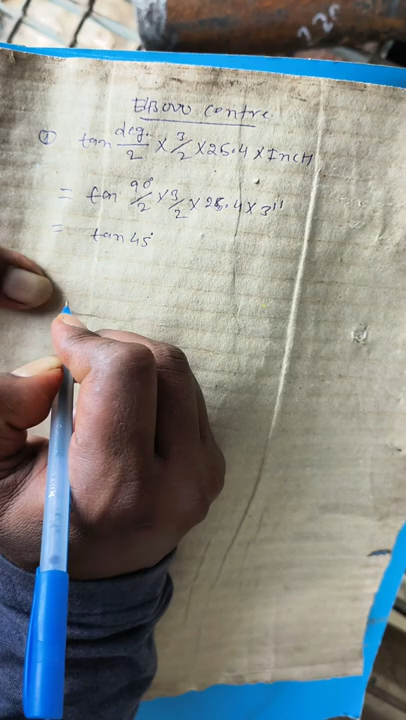 Elbow centre.
① tan deg./2 × 3/2 × 25.4 × IncH
= tan 90°/2 × 3/2 × 25.4 × 3"
= tan 45°